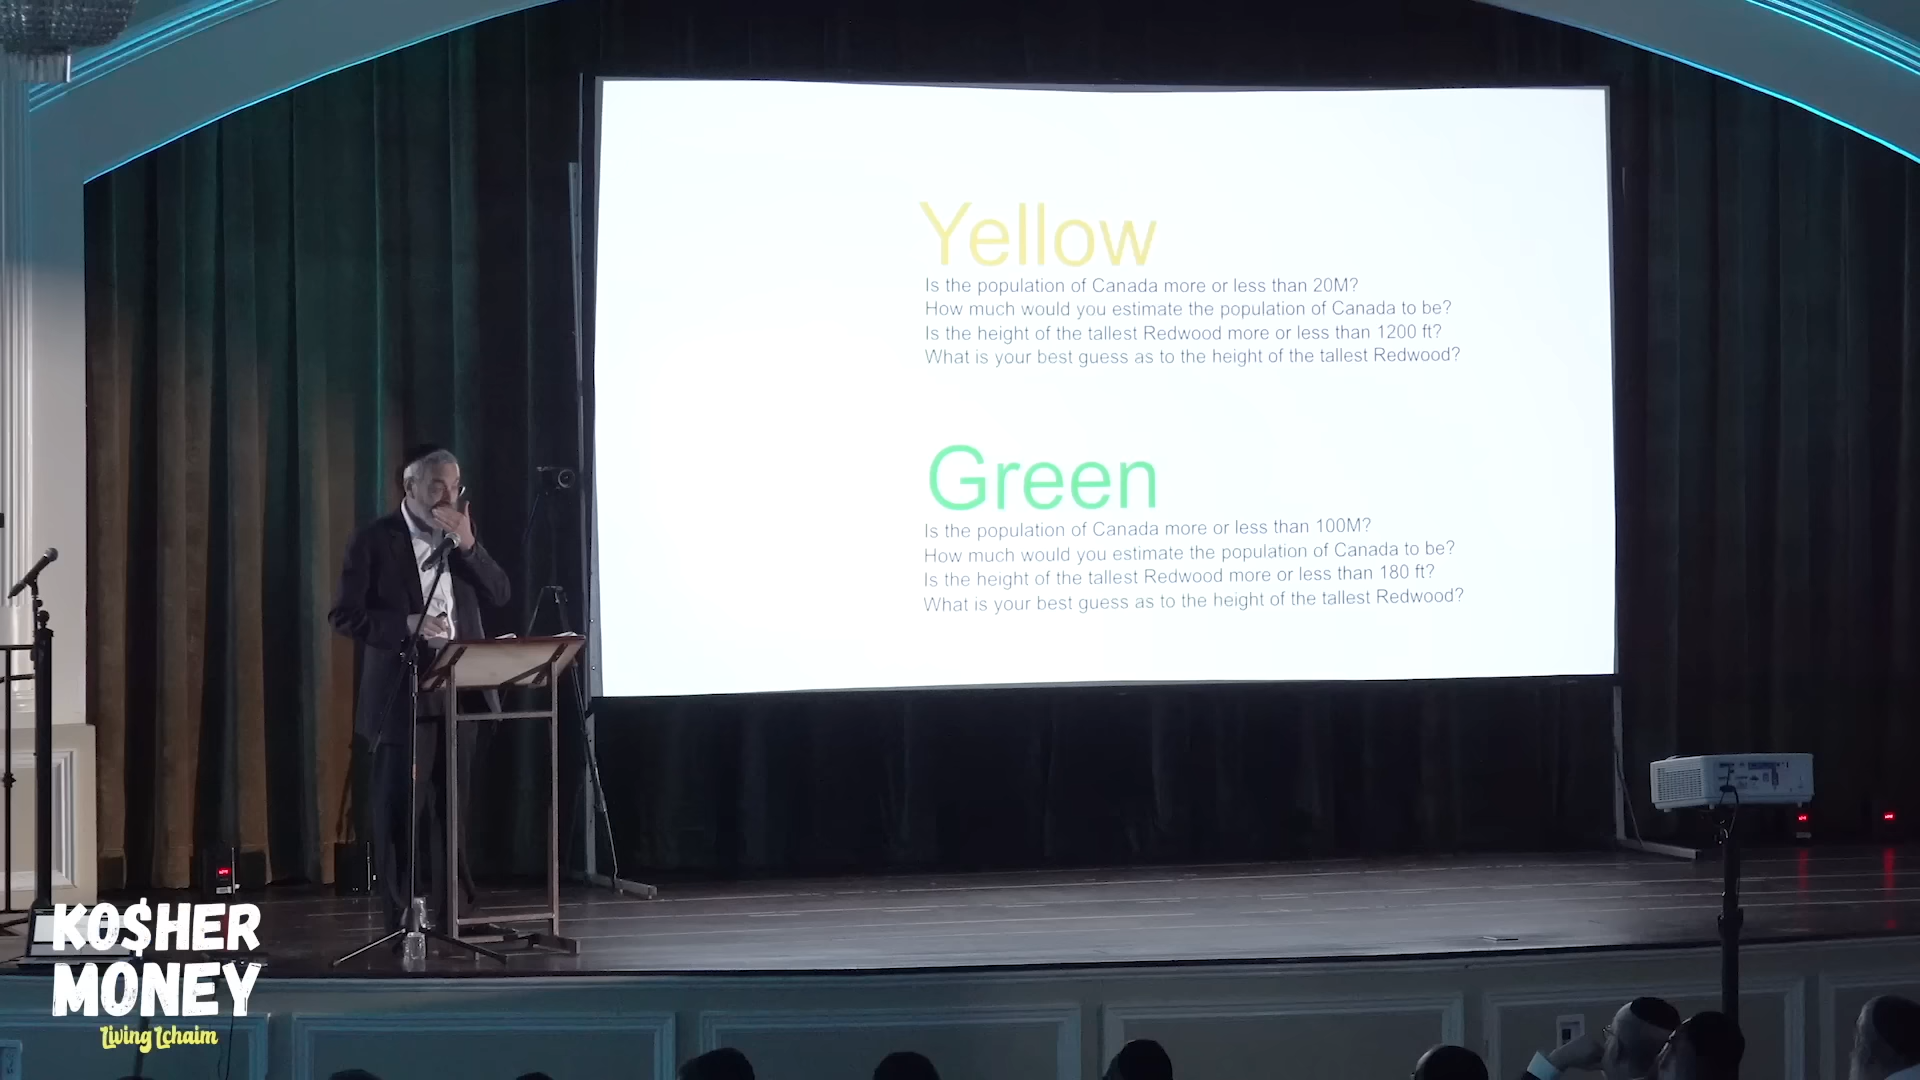 Yellow
Is the population of Canada more or less than 20M?
How much would you estimate the population of Canada to be?
Is the height of the tallest Redwood more or less than 1200 ft?
What is your best guess as to the height of the tallest Redwood?
Green
Is the population of Canada more or less than 100M?
How much would you estimate the population of Canada to be?
Is the height of the tallest Redwood more or less than 180 ft?
What is your best guess as to the height of the tallest Redwood?
KO$HER
MONEY
Living Lchaim